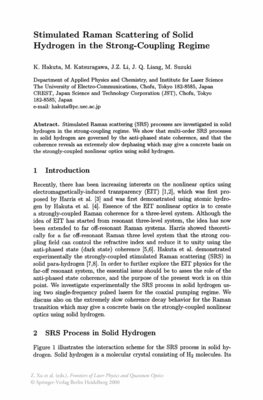 Stimulated Raman Scattering of Solid
Hydrogen in the Strong-Coupling Regime
K. Hakuta, M. Katsuragawa, J.Z. Li, J. Q. Liang, M. Suzuki
Department of Applied Physics and Chemistry, and Institute for Laser Science
The University of Electro-Communications, Chofu, Tokyo 182-8585, Japan
CREST, Japan Science and Technology Corporation (JST), Chofu, Tokyo
182-8585, Japan
e-mail: hakuta@pc.uec.ac.jp
Abstract. Stimulated Raman Scattering (SRS) processes are investigated in solid
hydrogen in the strong-coupling regime. We show that multi-order SRS processes
in solid hydrogen are governed by the anti-phased state coherence, and that the
coherence reveals an extremely slow dephasing which may give a concrete basis on
the strongly-coupled nonlinear optics using solid hydrogen.
1 Introduction
Recently, there has been increasing interests on the nonlinear optics using
electromagnetically-induced transparency (EIT) [1,2], which was first pro-
posed by Harris et al. [3] and was first demonstrated using atomic hydro-
gen by Hakuta et al. [4]. Essence of the EIT nonlinear optics is to create
a strongly-coupled Raman coherence for a three-level system. Although the
idea of EIT has started from resonant three-level system, the idea has now
been extended to far off-resonant Raman systems. Harris showed theoreti-
cally for a far off-resonant Raman three level system that the strong cou-
pling field can control the refractive index and reduce it to unity using the
anti-phased state (dark state) coherence [5,6]. Hakuta et al. demonstrated
experimentally the strongly-coupled stimulated Raman scattering (SRS) in
solid para-hydrogen [7,8]. In order to further explore the EIT physics for the
far-off resonant system, the essential issue should be to asses the role of the
anti-phased state coherence, and the purpose of the present work is on this
point. We investigate experimentally the SRS process in solid hydrogen us-
ing two single-frequency pulsed lasers for the coaxial pumping regime. We
discuss also on the extremely slow coherence decay behavior for the Raman
transition which may give a concrete basis on the strongly-coupled nonlinear
optics using solid hydrogen.
2 SRS Process in Solid Hydrogen
Figure 1 illustrates the interaction scheme for the SRS process in solid hy-
drogen. Solid hydrogen is a molecular crystal consisting of H2 molecules. Its
Z. Xu et al. (eds.), Frontiers of Laser Physics and Quantum Optics
© Springer-Verlag Berlin Heidelberg 2000